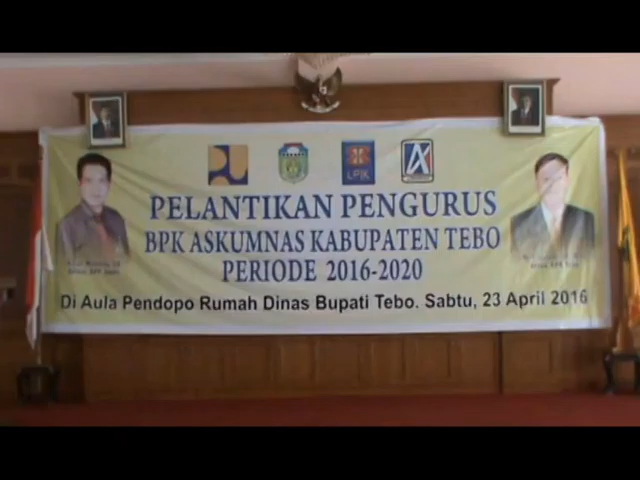 LPJK
PELANTIKAN PENGURUS
BPK ASKUMNAS KABUPATEN TEBO
PERIODE 2016-2020
Di Aula Pendopo Rumah Dinas Bupati Tebo. Sabtu, 23 April 2016